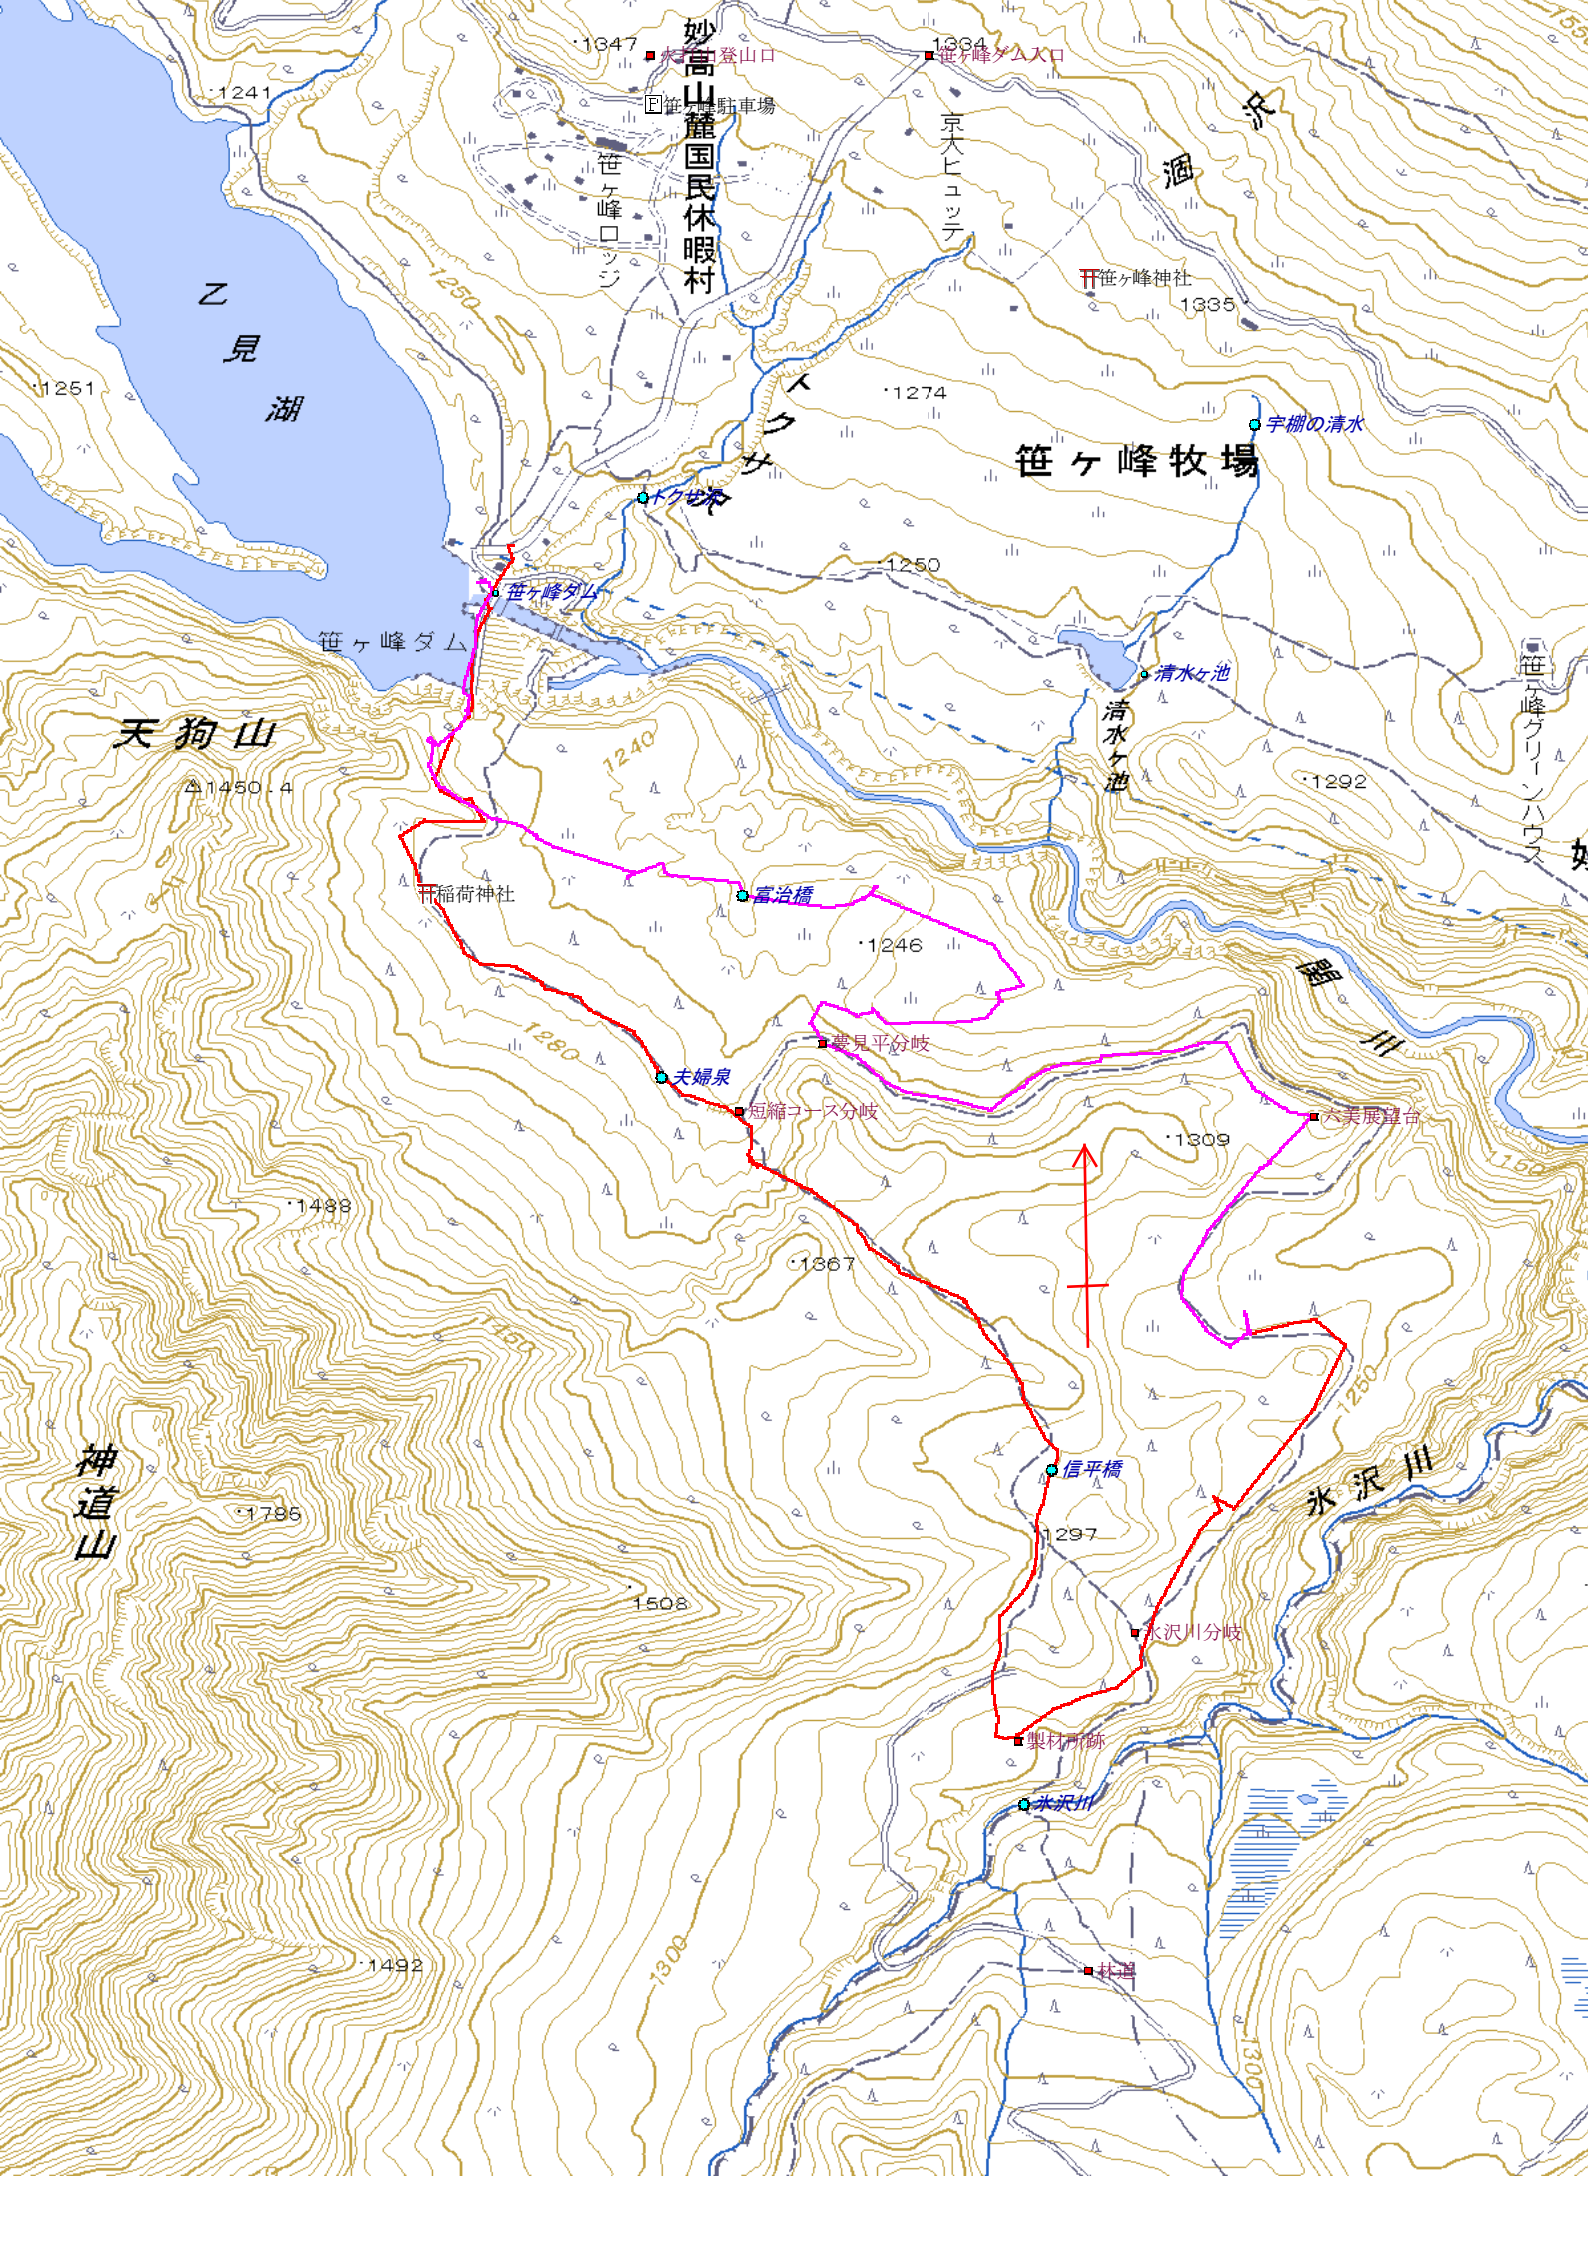 1347
火打山登山口
1334
笹ヶ峰ダム入口
1241
笹ヶ峰駐車場
妙高山麓国民休暇村
笹ヶ峰ロッジ
京大ヒュッテ
沢
涸
笹ヶ峰神社
1335
1250
乙見湖
1251
1274
トクサ沢
宇棚の清水
笹ヶ峰牧場
トクサ沢
1250
笹ヶ峰ダム
笹ヶ峰ダム
清水ヶ池
清水ヶ池
笹ヶ峰グリーンハウス
天狗山
1450.4
1240
1292
妙
稲荷神社
富治橋
1246
関川
1280
夢見平分岐
夫婦泉
短縮コース分岐
六美展望台
1309
1150
1488
1367
1150
1250
神道山
信平橋
氷沢川
1785
1297
1508
氷沢川分岐
製材所跡
氷沢川
1492
1300
林道
1300